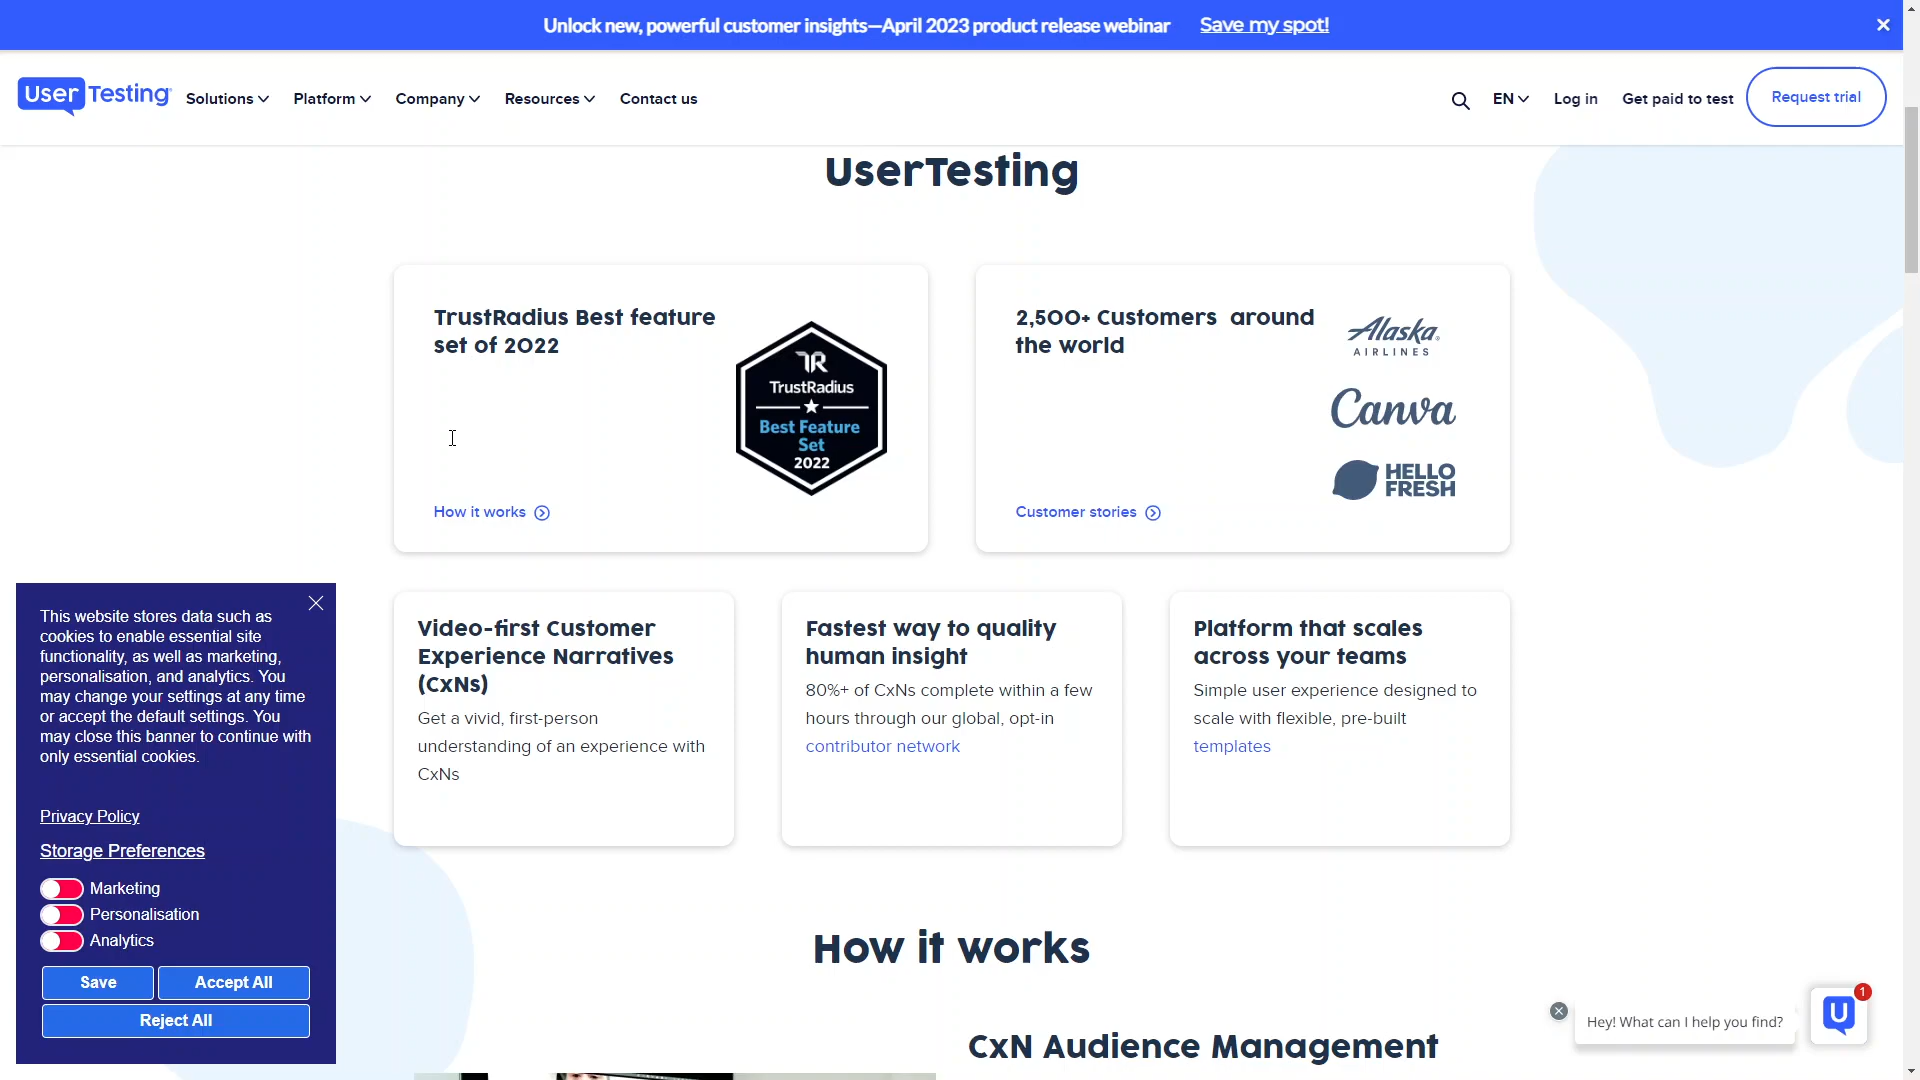 Unlock new, powerful customer insights—April 2023 product release webinar Save my spot!
User Testing Solutions Platform Company Resources Contact us EN Log in Get paid to test Request trial
UserTesting
TrustRadius Best feature
set of 2022
TR
TrustRadius
Best Feature
Set
2022
How it works
2,500+ Customers around
the world
Alaska
AIRLINES
Canva
HELLO
FRESH
Customer stories
Video-first Customer
Experience Narratives
(CxNs)
Get a vivid, first-person
understanding of an experience with
CxNs
Fastest way to quality
human insight
80%+ of CxNs complete within a few
hours through our global, opt-in
contributor network
Platform that scales
across your teams
Simple user experience designed to
scale with flexible, pre-built
templates
This website stores data such as
cookies to enable essential site
functionality, as well as marketing,
personalisation, and analytics. You
may change your settings at any time
or accept the default settings. You
may close this banner to continue with
only essential cookies.
Privacy Policy
Storage Preferences
Marketing
Personalisation
Analytics
Save Accept All
Reject All
How it works
CxN Audience Management
Hey! What can I help you find?
U
1